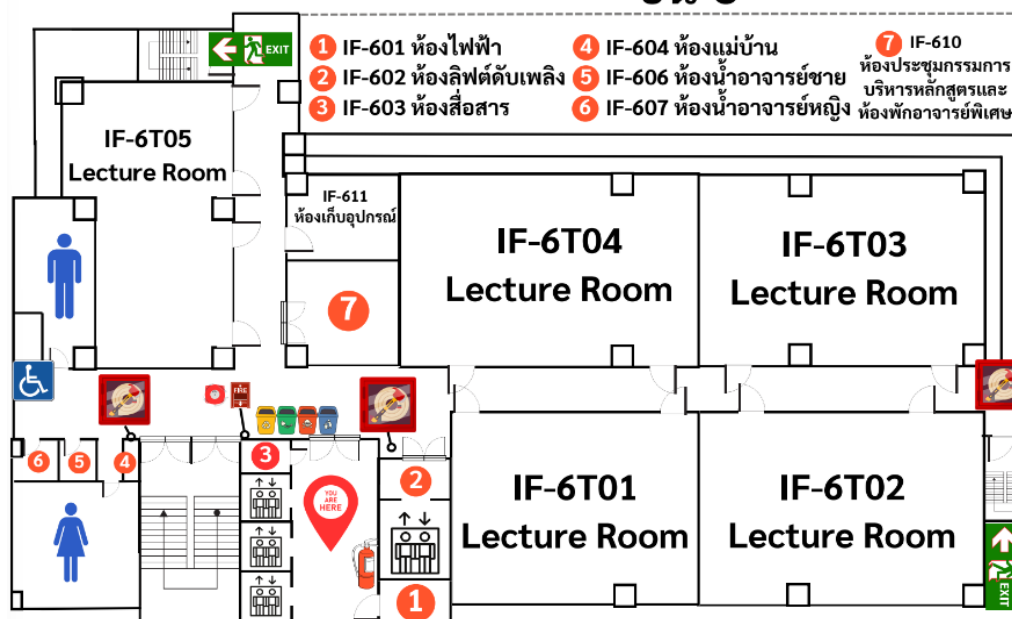 1 IF-601 ห้องไฟฟ้า
2 IF-602 ห้องลิฟต์ดับเพลิง
3 IF-603 ห้องสื่อสาร
4 IF-604 ห้องแม่บ้าน
5 IF-606 ห้องน้ำอาจารย์ชาย
6 IF-607 ห้องน้ำอาจารย์หญิง
7 IF-610
ห้องประชุมกรรมการ
บริหารหลักสูตรและ
ห้องพักอาจารย์พิเศษ
EXIT
IF-6T05
Lecture Room
IF-611
ห้องเก็บอุปกรณ์
IF-6T04
Lecture Room
IF-6T03
Lecture Room
7
FIRE
6
5
4
3
2
YOU
ARE
HERE
IF-6T01
Lecture Room
IF-6T02
Lecture Room
1
EXIT